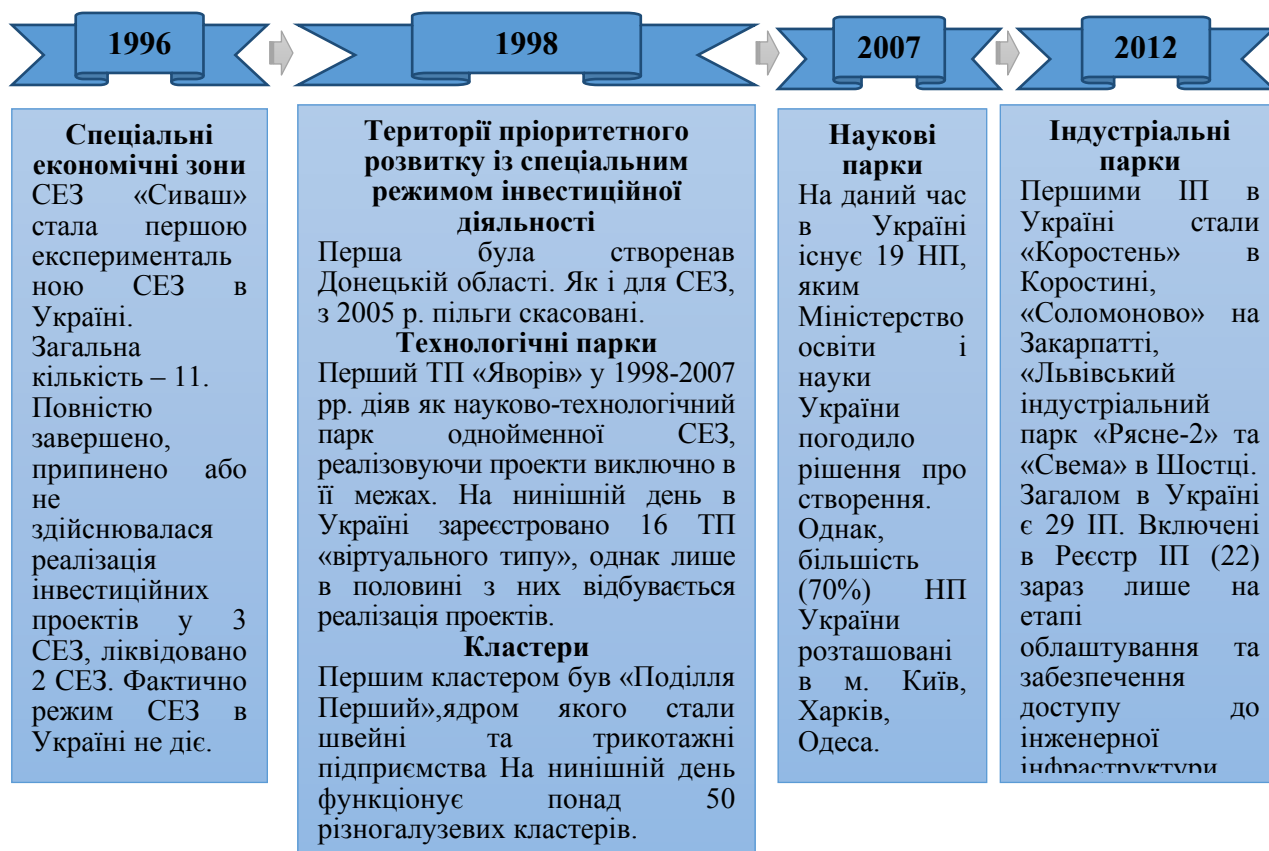 1996
1998
2007
2012
Спеціальні
економічні зони
СЕЗ «Сиваш»
стала першою
експерименталь
ною СЕЗ в
Україні.
Загальна
кількість – 11.
Повністю
завершено,
припинено або
не
здійснювалася
реалізація
інвестиційних
проектів у 3
СЕЗ, ліквідовано
2 СЕЗ. Фактично
режим СЕЗ в
Україні не діє.
Території пріоритетного
розвитку із спеціальним
режимом інвестиційної
діяльності
Перша була створенав
Донецькій області. Як і для СЕЗ,
з 2005 р. пільги скасовані.
Технологічні парки
Перший ТП «Яворів» у 1998-2007
рр. діяв як науково-технологічний
парк однойменної СЕЗ,
реалізовуючи проекти виключно в
її межах. На нинішній день в
Україні зареєстровано 16 ТП
«віртуального типу», однак лише
в половині з них відбувається
реалізація проектів.
Кластери
Першим кластером був «Поділля
Перший»,ядром якого стали
швейні та трикотажні
підприємства На нинішній день
функціонує понад 50
різногалузевих кластерів.
Наукові
парки
На даний час
в Україні
існує 19 НП,
яким
Міністерство
освіти і
науки
України
погодило
рішення про
створення.
Однак,
більшість
(70%) НП
України
розташовані
в м. Київ,
Харків,
Одеса.
Індустріальні
парки
Першими ІП в
Україні стали
«Коростень» в
Коростині,
«Соломоново» на
Закарпатті,
«Львівський
індустріальний
парк «Рясне-2» та
«Свема» в Шостці.
Загалом в Україні
є 29 ІП. Включені
в Реєстр ІП (22)
зараз лише на
етапі
облаштування та
забезпечення
доступу до
інженерної
інфраструктури